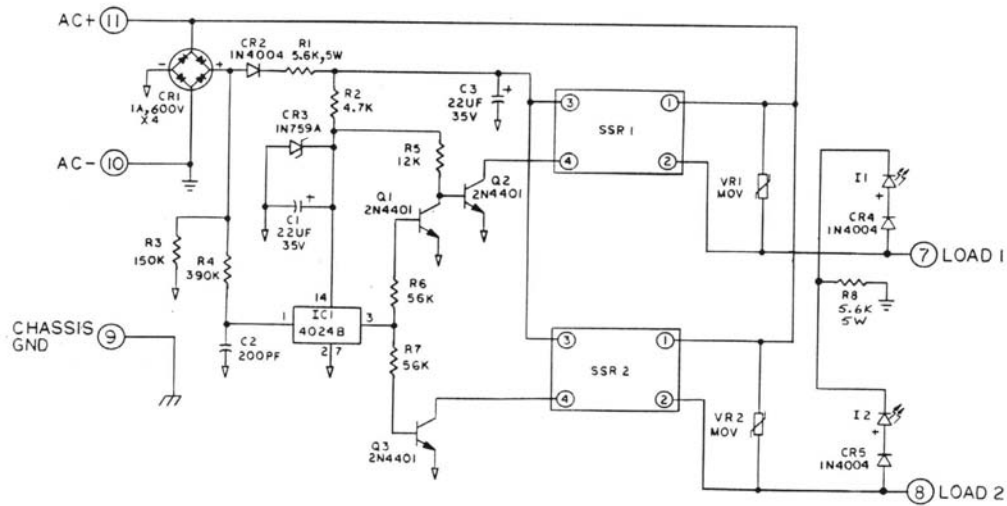 AC+ 11
CR2
1N4004
R1
5.6K,5W
- +
CR1
1A,600V
X4
R2
4.7K
C3
22UF
35V
+
CR3
1N759A
AC- 10
R5
12K
Q1
2N4401
Q2
2N4401
C1
22UF
35V
+
3
4
SSR 1
1
2
VR1
MOV
I1
+
CR4
1N4004
7 LOAD 1
R3
150K
R4
390K
R6
56K
R8
5.6K
5W
14
1
IC1
4024B
3
2 7
CHASSIS
GND
9
C2
200PF
R7
56K
3
4
SSR 2
1
2
Q3
2N4401
VR2
MOV
I2
+
CR5
1N4004
8 LOAD 2